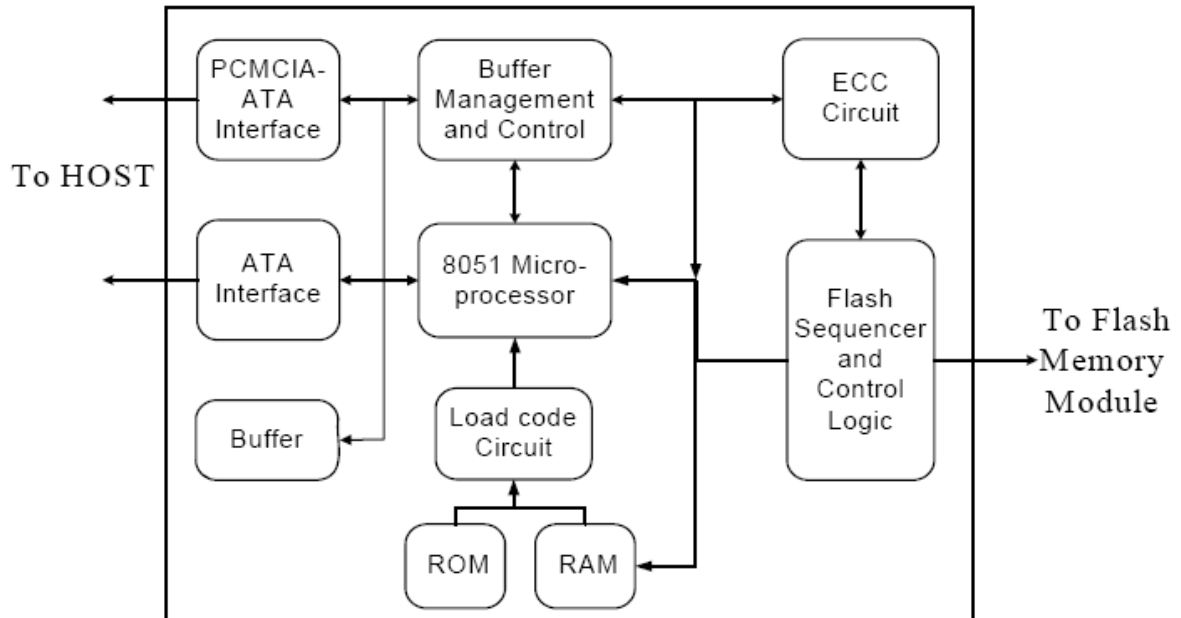 PCMCIA-
ATA
Interface
Buffer
Management
and Control
ECC
Circuit
To HOST
ATA
Interface
8051 Micro-
processor
Flash
Sequencer
and
Control
Logic
To Flash
Memory
Module
Buffer
Load code
Circuit
ROM
RAM